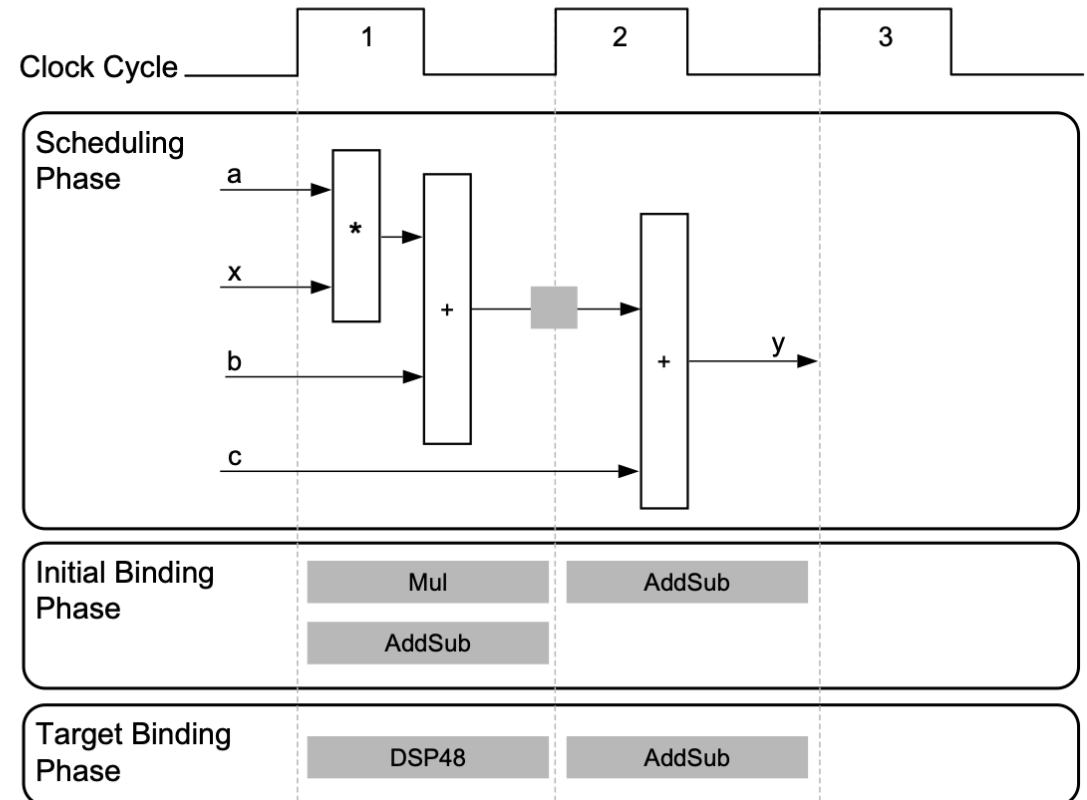 1
2
3
Clock Cycle
Scheduling
Phase
a
*
x
+
b
+
y
c
Initial Binding
Phase
Mul
AddSub
AddSub
Target Binding
Phase
DSP48
AddSub